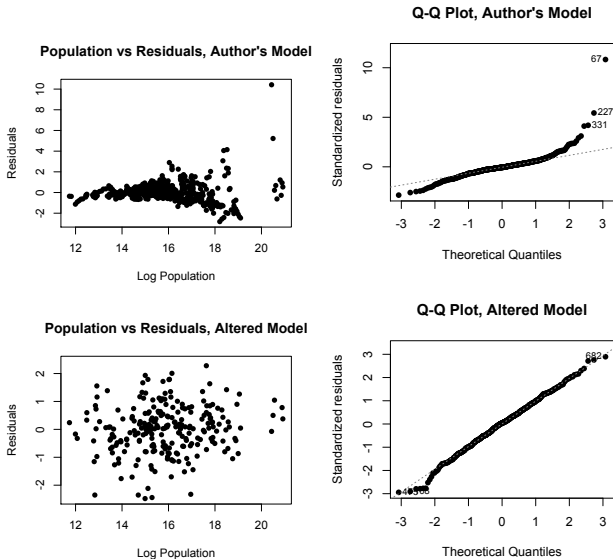 Population vs Residuals, Author's Model
Residuals
10
8
6
4
2
0
-2
12 14 16 18 20
Log Population
Q-Q Plot, Author's Model
Standardized residuals
10
5
0
67
227
331
-3 -2 -1 0 1 2 3
Theoretical Quantiles
Population vs Residuals, Altered Model
Residuals
2
1
0
-1
-2
12 14 16 18 20
Log Population
Q-Q Plot, Altered Model
Standardized residuals
3
2
1
0
-1
-2
-3
682
-3 -2 -1 0 1 2 3
Theoretical Quantiles